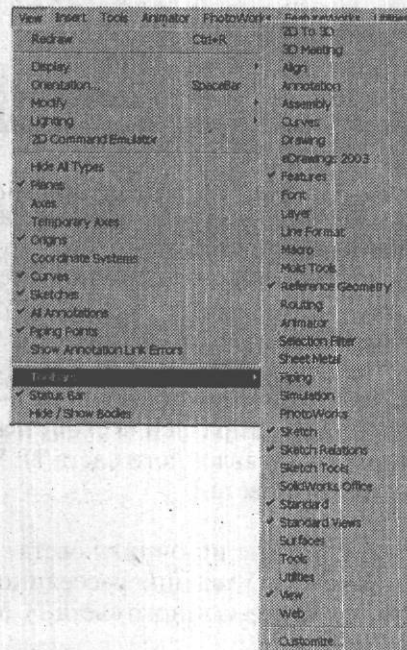 View Insert Tools Animator PhotoWorks FeatureWorks Utilities
Redraw Ctrl+R
Display
Orientation... SpaceBar
Modify
Lighting
2D Command Emulator
Hide All Types
Planes
Axes
Temporary Axes
Origins
Coordinate Systems
Curves
Sketches
All Annotations
Piping Points
Show Annotation Link Errors
Toolbars
Status Bar
Hide / Show Bodies
2D To 3D
3D Meeting
Align
Annotation
Assembly
Curves
Drawing
eDrawings 2003
Features
Font
Layer
Line Format
Macro
Mold Tools
Reference Geometry
Routing
Animator
Selection Filter
Sheet Metal
Piping
Simulation
PhotoWorks
Sketch
Sketch Relations
Sketch Tools
SolidWorks Office
Standard
Standard Views
Surfaces
Tools
Utilities
View
Web
Customize...